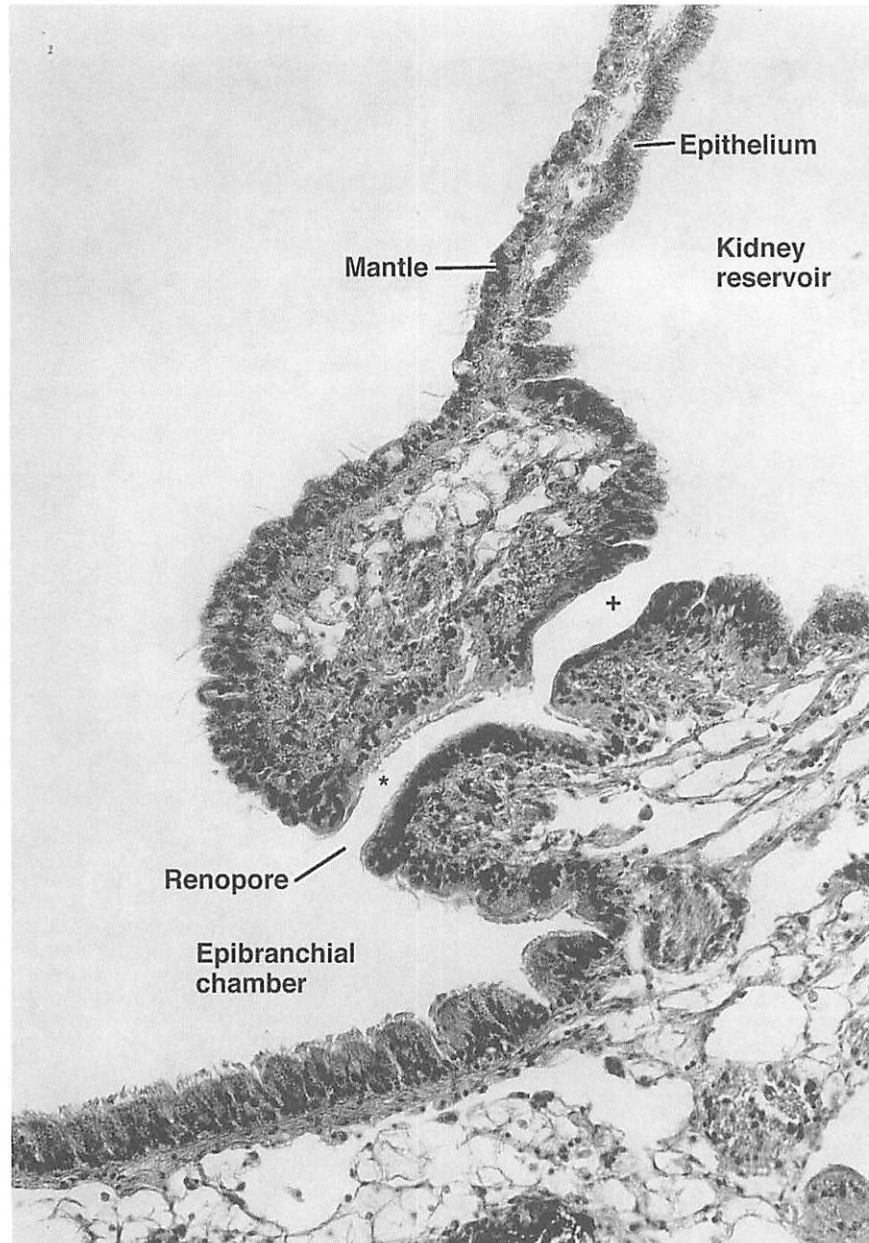 Epithelium
Kidney
reservoir
Mantle
+
*
Renopore
Epibranchial
chamber